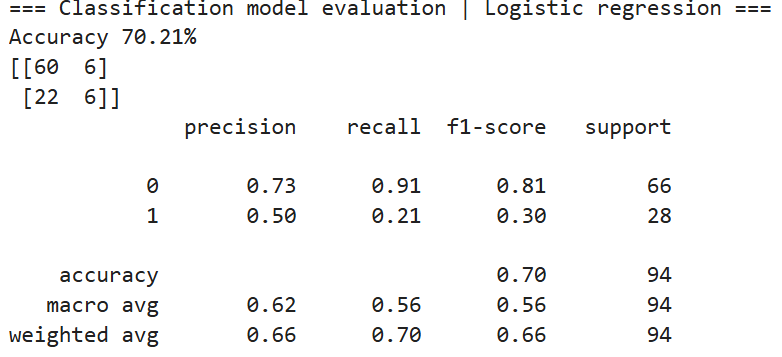 === Classification model evaluation | Logistic regression ===
Accuracy 70.21%
[[60  6]
 [22  6]]
              precision    recall  f1-score   support

           0       0.73      0.91      0.81        66
           1       0.50      0.21      0.30        28

    accuracy                           0.70        94
   macro avg       0.62      0.56      0.56        94
weighted avg       0.66      0.70      0.66        94